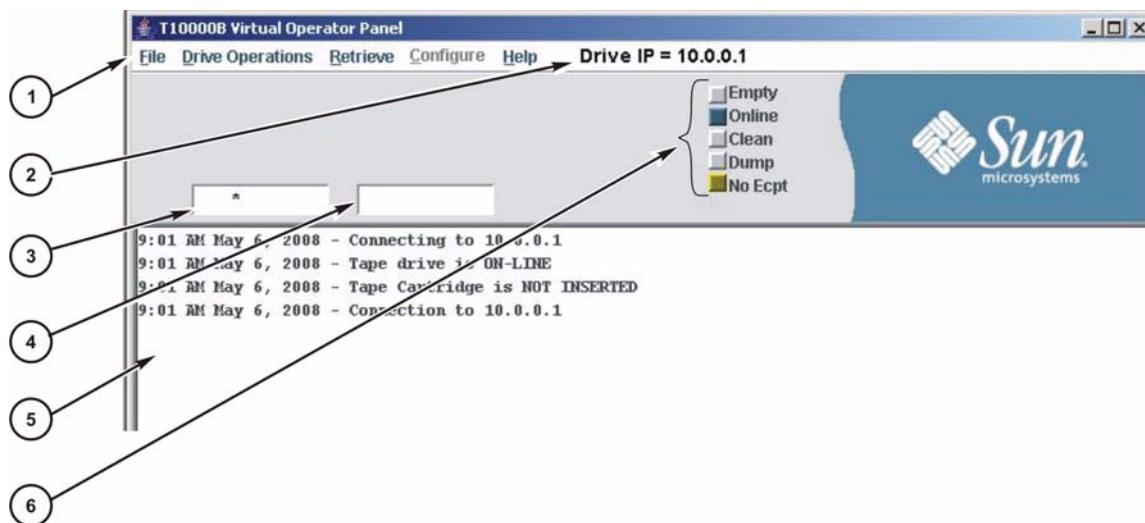 T10000B Virtual Operator Panel
File Drive Operations Retrieve Configure Help Drive IP = 10.0.0.1
1
Empty
Online
Clean
Dump
No Ecpt
Sun
microsystems
2
*
3
9:01 AM May 6, 2008 - Connecting to 10.0.0.1
9:01 AM May 6, 2008 - Tape drive is ON-LINE
9:01 AM May 6, 2008 - Tape Cartridge is NOT INSERTED
9:01 AM May 6, 2008 - Connection to 10.0.0.1
4
5
6